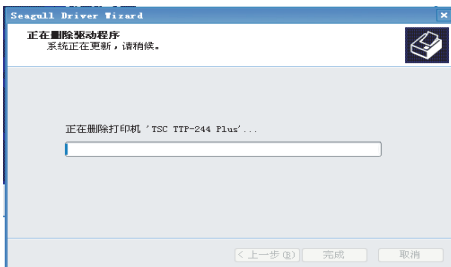 Seagull Driver Wizard
正在删除驱动程序
系统正在更新，请稍候。
正在删除打印机 'TSC TTP-244 Plus'...
< 上一步(B)
完成
取消